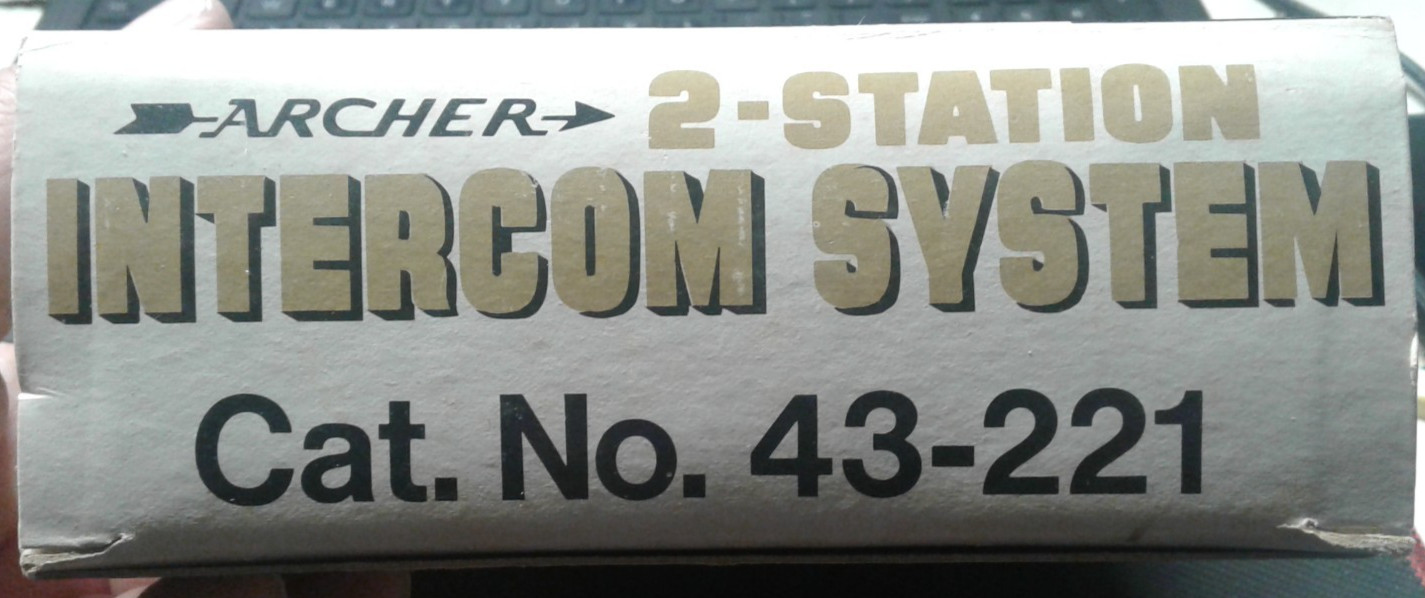 ARCHER 2-STATION
INTERCOM SYSTEM
Cat. No. 43-221